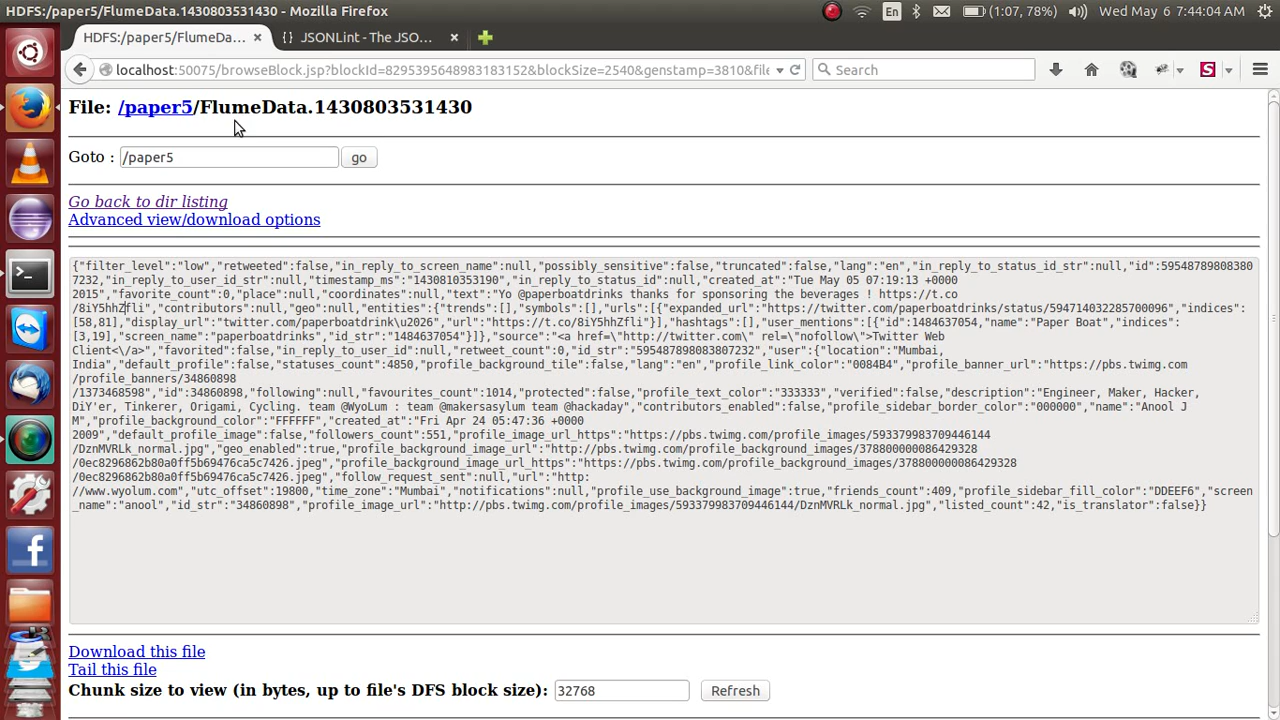 HDFS:/paper5/FlumeData.1430803531430 - Mozilla Firefox
En
(1:07, 78%)
Wed May 6 7:44:04 AM
HDFS:/paper5/FlumeDa...
{ } JSONLint - The JSO...
localhost:50075/browseBlock.jsp?blockId=8295395648983183152&blockSize=2540&genstamp=3810&file
Search
File: /paper5/FlumeData.1430803531430
Goto : /paper5 go
Go back to dir listing
Advanced view/download options
{"filter_level":"low","retweeted":false,"in_reply_to_screen_name":null,"possibly_sensitive":false,"truncated":false,"lang":"en","in_reply_to_status_id_str":null,"id":59548789808380
7232,"in_reply_to_user_id_str":null,"timestamp_ms":"1430810353190","in_reply_to_status_id":null,"created_at":"Tue May 05 07:19:13 +0000
2015","favorite_count":0,"place":null,"coordinates":null,"text":"Yo @paperboatdrinks thanks for sponsoring the beverages ! https://t.co
/8iY5hhZfli","contributors":null,"geo":null,"entities":{"trends":[],"symbols":[],"urls":[{"expanded_url":"https://twitter.com/paperboatdrinks/status/594714032285700096","indices":
[58,81],"display_url":"twitter.com/paperboatdrink\u2026","url":"https://t.co/8iY5hhZfli"}],"hashtags":[],"user_mentions":[{"id":1484637054,"name":"Paper Boat","indices":
[3,19],"screen_name":"paperboatdrinks","id_str":"1484637054"}]},"source":"<a href=\"http://twitter.com\" rel=\"nofollow\">Twitter Web
Client<\/a>","favorited":false,"in_reply_to_user_id":null,"retweet_count":0,"id_str":"595487898083807232","user":{"location":"Mumbai,
India","default_profile":false,"statuses_count":4850,"profile_background_tile":false,"lang":"en","profile_link_color":"0084B4","profile_banner_url":"https://pbs.twimg.com
/profile_banners/34860898
/1373468598","id":34860898,"following":null,"favourites_count":1014,"protected":false,"profile_text_color":"333333","verified":false,"description":"Engineer, Maker, Hacker,
DiY'er, Tinkerer, Origami, Cycling. team @WyoLum : team @makersasylum team @hackaday","contributors_enabled":false,"profile_sidebar_border_color":"000000","name":"Anool J
M","profile_background_color":"FFFFFF","created_at":"Fri Apr 24 05:47:36 +0000
2009","default_profile_image":false,"followers_count":551,"profile_image_url_https":"https://pbs.twimg.com/profile_images/593379983709446144
/DznMVRLk_normal.jpg","geo_enabled":true,"profile_background_image_url":"http://pbs.twimg.com/profile_background_images/378800000086429328
/0ec8296862b80a0ff5b69476ca5c7426.jpeg","profile_background_image_url_https":"https://pbs.twimg.com/profile_background_images/378800000086429328
/0ec8296862b80a0ff5b69476ca5c7426.jpeg","follow_request_sent":null,"url":"http:
//www.wyolum.com","utc_offset":19800,"time_zone":"Mumbai","notifications":null,"profile_use_background_image":true,"friends_count":409,"profile_sidebar_fill_color":"DDEEF6","screen
_name":"anool","id_str":"34860898","profile_image_url":"http://pbs.twimg.com/profile_images/593379983709446144/DznMVRLk_normal.jpg","listed_count":42,"is_translator":false}}
Download this file
Tail this file
Chunk size to view (in bytes, up to file's DFS block size): 32768 Refresh